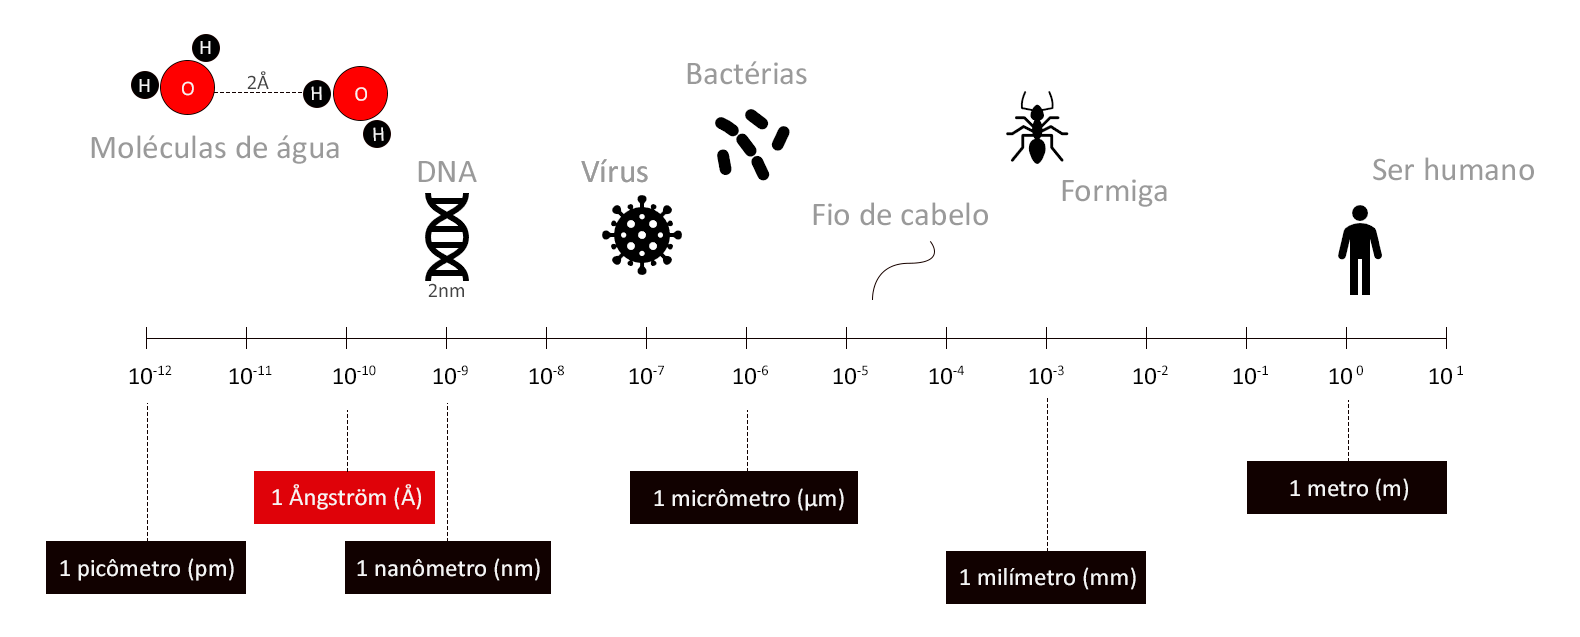 H
H
O
2Å
H
O
H
Moléculas de água
DNA
2nm
Vírus
Bactérias
Fio de cabelo
Formiga
Ser humano
10-12 10-11 10-10 10-9 10-8 10-7 10-6 10-5 10-4 10-3 10-2 10-1 10 0 10 1
1 Ångström (Å)
1 micrômetro (µm)
1 metro (m)
1 picômetro (pm)
1 nanômetro (nm)
1 milímetro (mm)